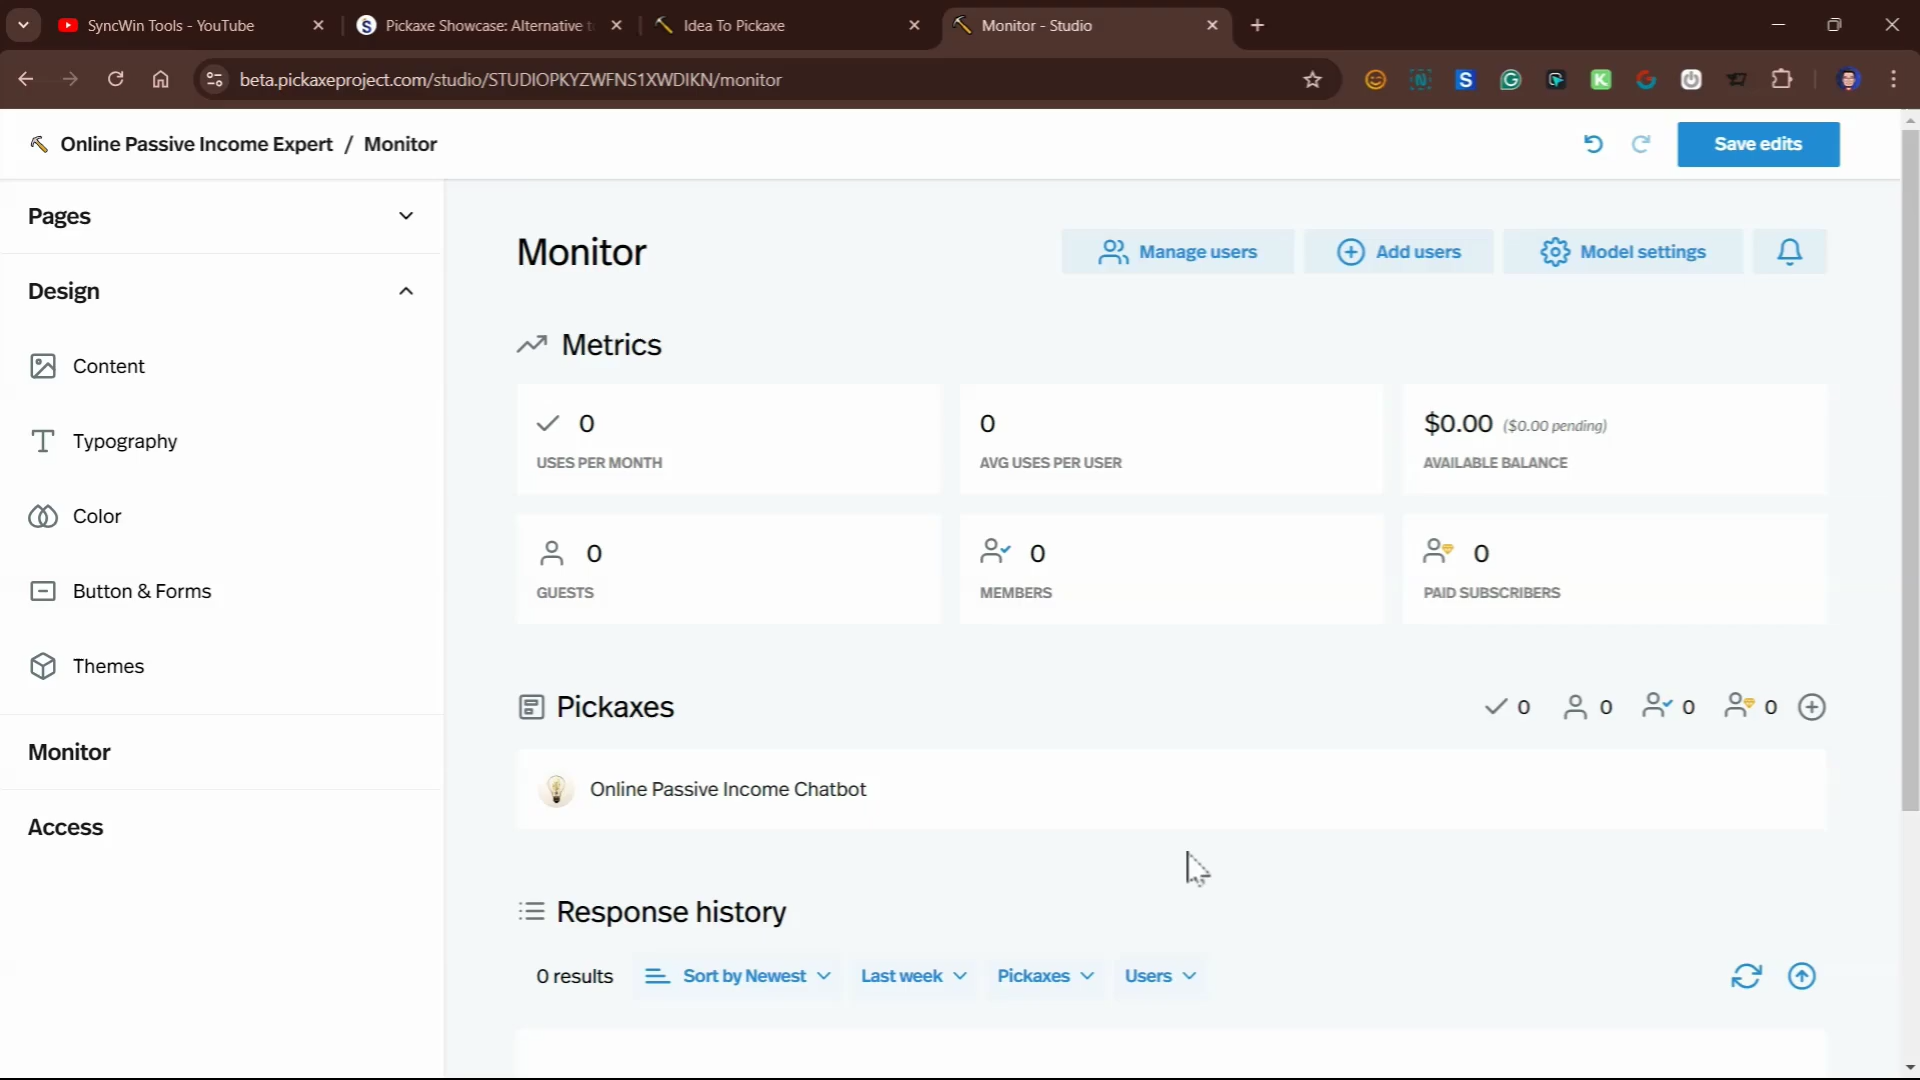 SyncWin Tools - YouTube
Pickaxe Showcase: Alternative t
Idea To Pickaxe
Monitor - Studio
beta.pickaxeproject.com/studio/STUDIOPKYZWFNS1XWDIKN/monitor
Online Passive Income Expert / Monitor
Save edits
Pages
Design
Content
Typography
Color
Button & Forms
Themes
Monitor
Access
Monitor
Manage users
Add users
Model settings
Metrics
0
USES PER MONTH
0
AVG USES PER USER
$0.00 ($0.00 pending)
AVAILABLE BALANCE
0
GUESTS
0
MEMBERS
0
PAID SUBSCRIBERS
Pickaxes
0 0 0 0
Online Passive Income Chatbot
Response history
0 results Sort by Newest Last week Pickaxes Users